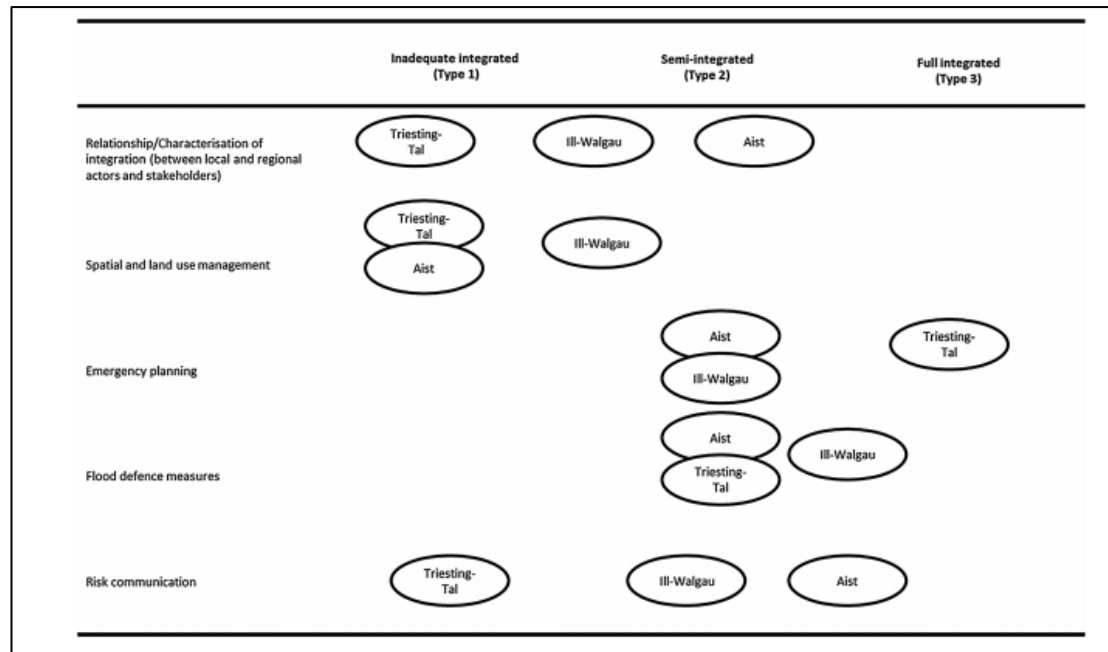 Inadequate integrated
(Type 1)
Semi-integrated
(Type 2)
Full integrated
(Type 3)
Relationship/Characterisation of
integration (between local and regional
actors and stakeholders)
Triesting-
Tal
Ill-Walgau
Aist
Spatial and land use management
Triesting-
Tal
Aist
Ill-Walgau
Emergency planning
Aist
Ill-Walgau
Triesting-
Tal
Flood defence measures
Aist
Triesting-
Tal
Ill-Walgau
Risk communication
Triesting-
Tal
Ill-Walgau
Aist